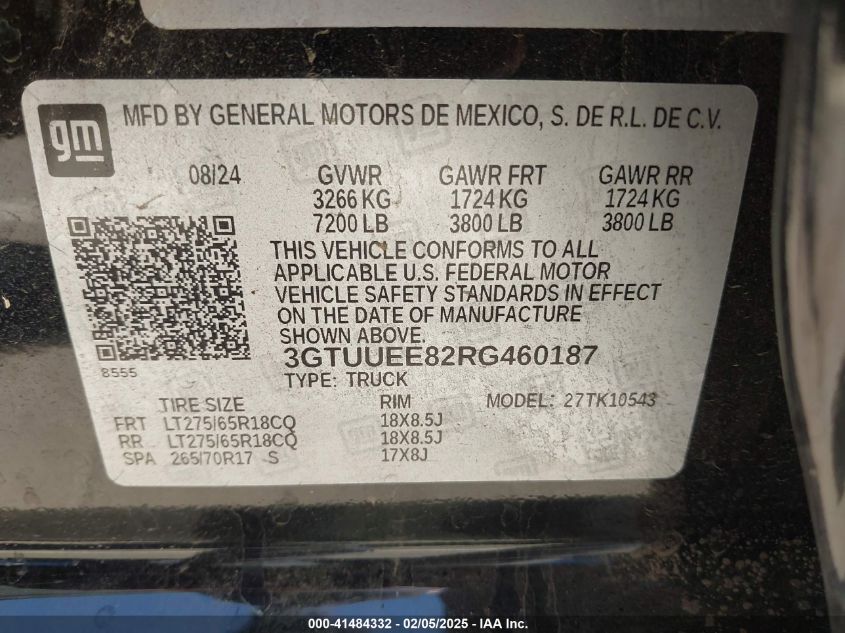 gm
MFD BY GENERAL MOTORS DE MEXICO, S. DE R.L. DE C.V.
08/24 GVWR GAWR FRT GAWR RR
3266 KG 1724 KG 1724 KG
7200 LB 3800 LB 3800 LB
THIS VEHICLE CONFORMS TO ALL
APPLICABLE U.S. FEDERAL MOTOR
VEHICLE SAFETY STANDARDS IN EFFECT
ON THE DATE OF MANUFACTURE
SHOWN ABOVE.
3GTUUEE82RG460187
8555
TYPE: TRUCK
TIRE SIZE RIM MODEL: 27TK10543
FRT LT275/65R18CQ 18X8.5J
RR LT275/65R18CQ 18X8.5J
SPA 265/70R17 S 17X8J
000-41484332 - 02/05/2025 - IAA Inc.